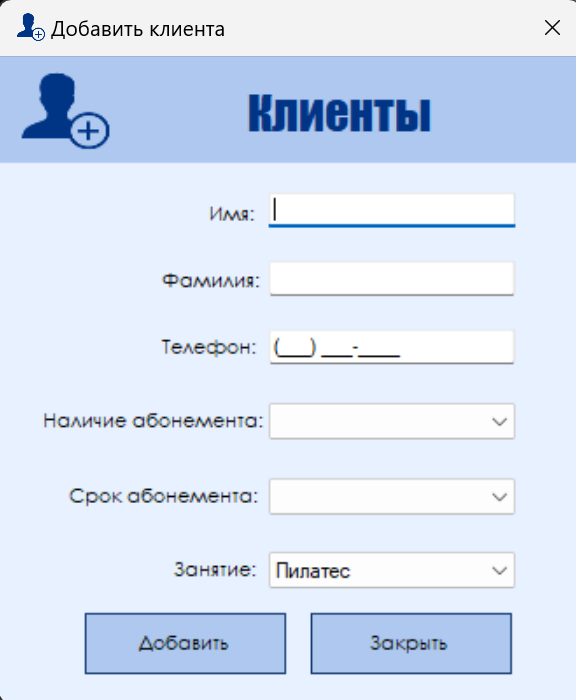 Добавить клиента
Клиенты
Имя:
Фамилия:
Телефон: (___) ___-____
Наличие абонемента:
Срок абонемента:
Занятие: Пилатес
Добавить Закрыть